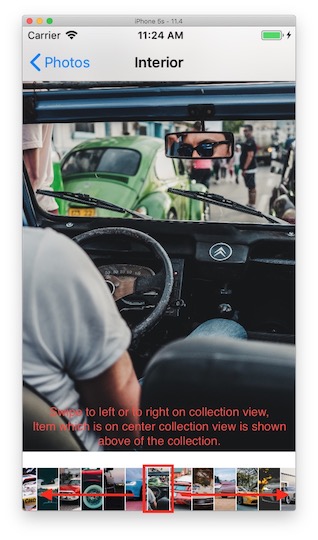 iPhone 5s - 11.4
Carrier 11:24 AM
Photos Interior
Swipe to left or to right on collection view,
Item which is on center collection view is shown
above of the collection.